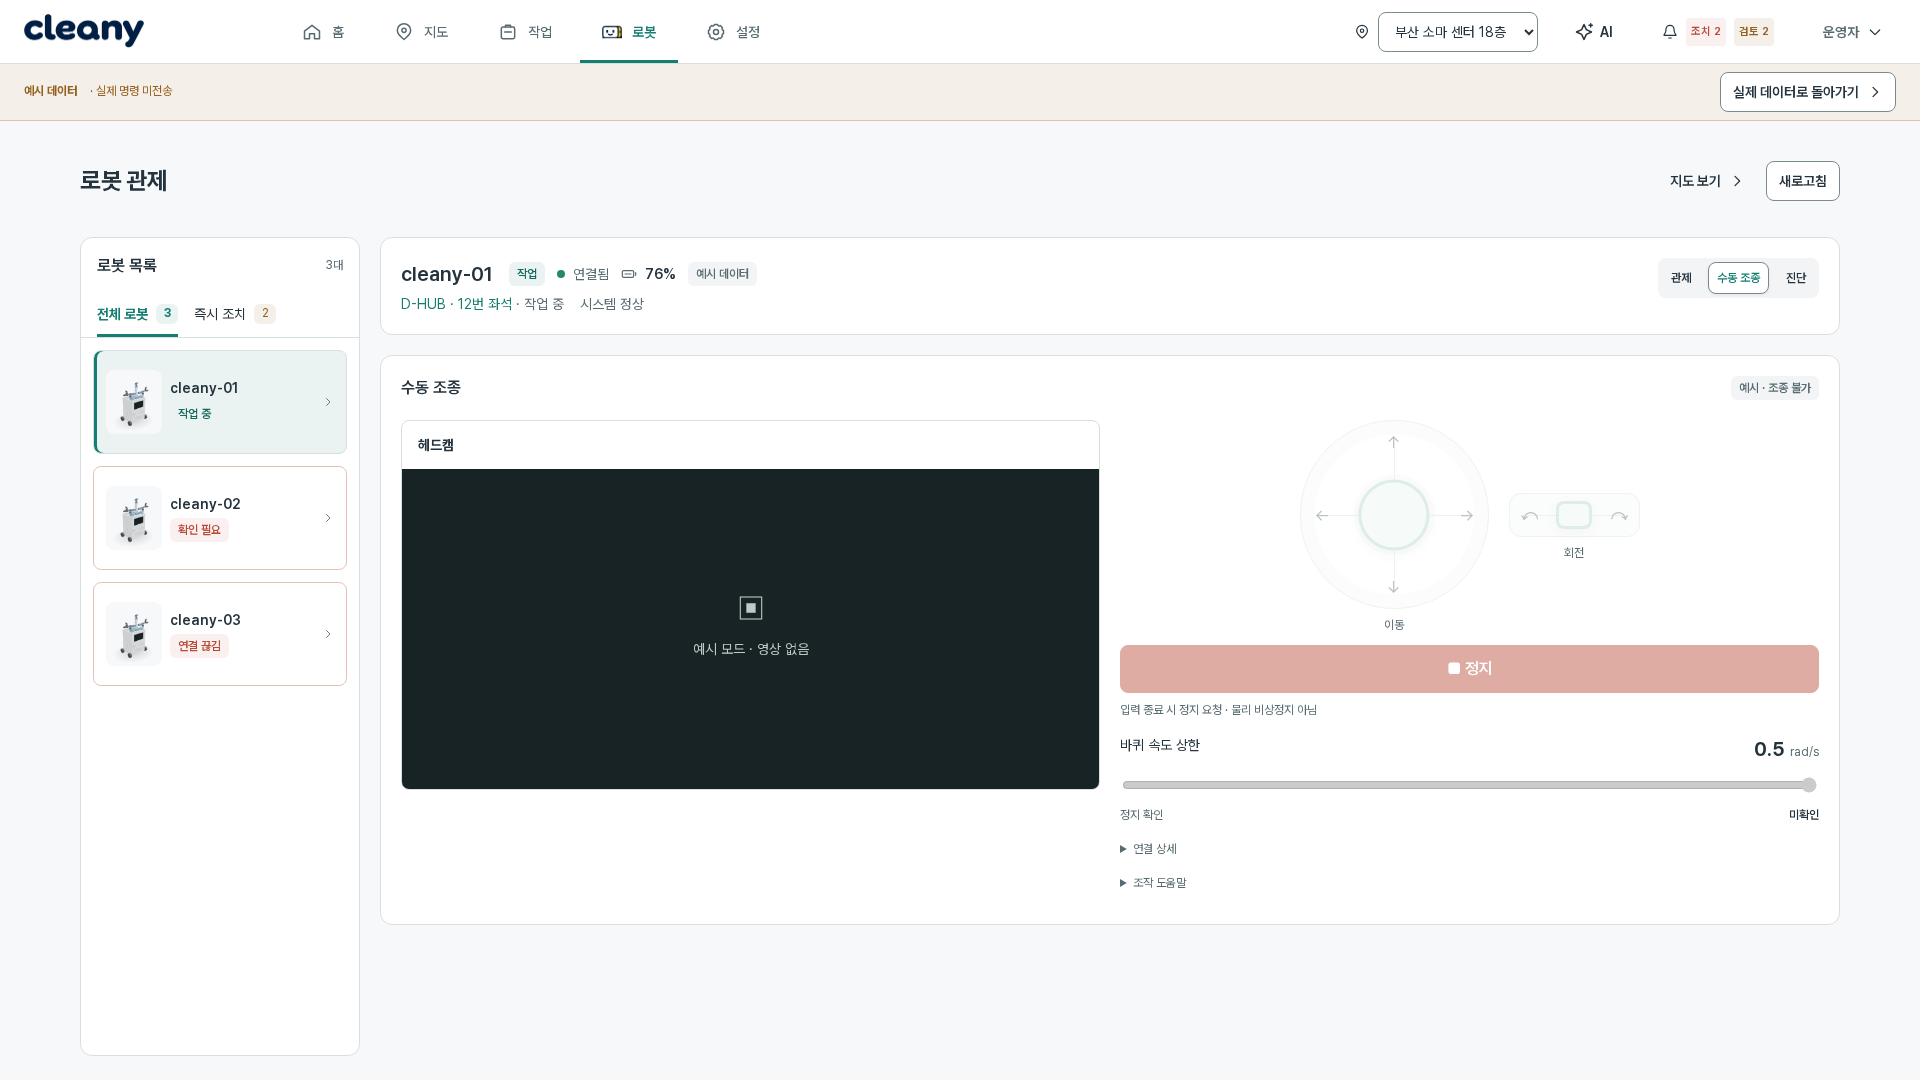 cleany
홈
지도
작업
로봇
설정
부산 소마 센터 18층
AI
조치 2
검토 2
운영자
예시 데이터 · 실제 명령 미전송
실제 데이터로 돌아가기
로봇 관제
지도 보기
새로고침
로봇 목록
3대
전체 로봇 3
즉시 조치 2
cleany-01
작업 중
cleany-02
확인 필요
cleany-03
연결 끊김
cleany-01 작업 연결됨 76% 예시 데이터
D-HUB · 12번 좌석 · 작업 중 시스템 정상
관제
수동 조종
진단
수동 조종
예시 · 조종 불가
헤드캠
예시 모드 · 영상 없음
회전
이동
정지
입력 종료 시 정지 요청 · 물리 비상정지 아님
바퀴 속도 상한
0.5 rad/s
정지 확인
미확인
연결 상세
조작 도움말